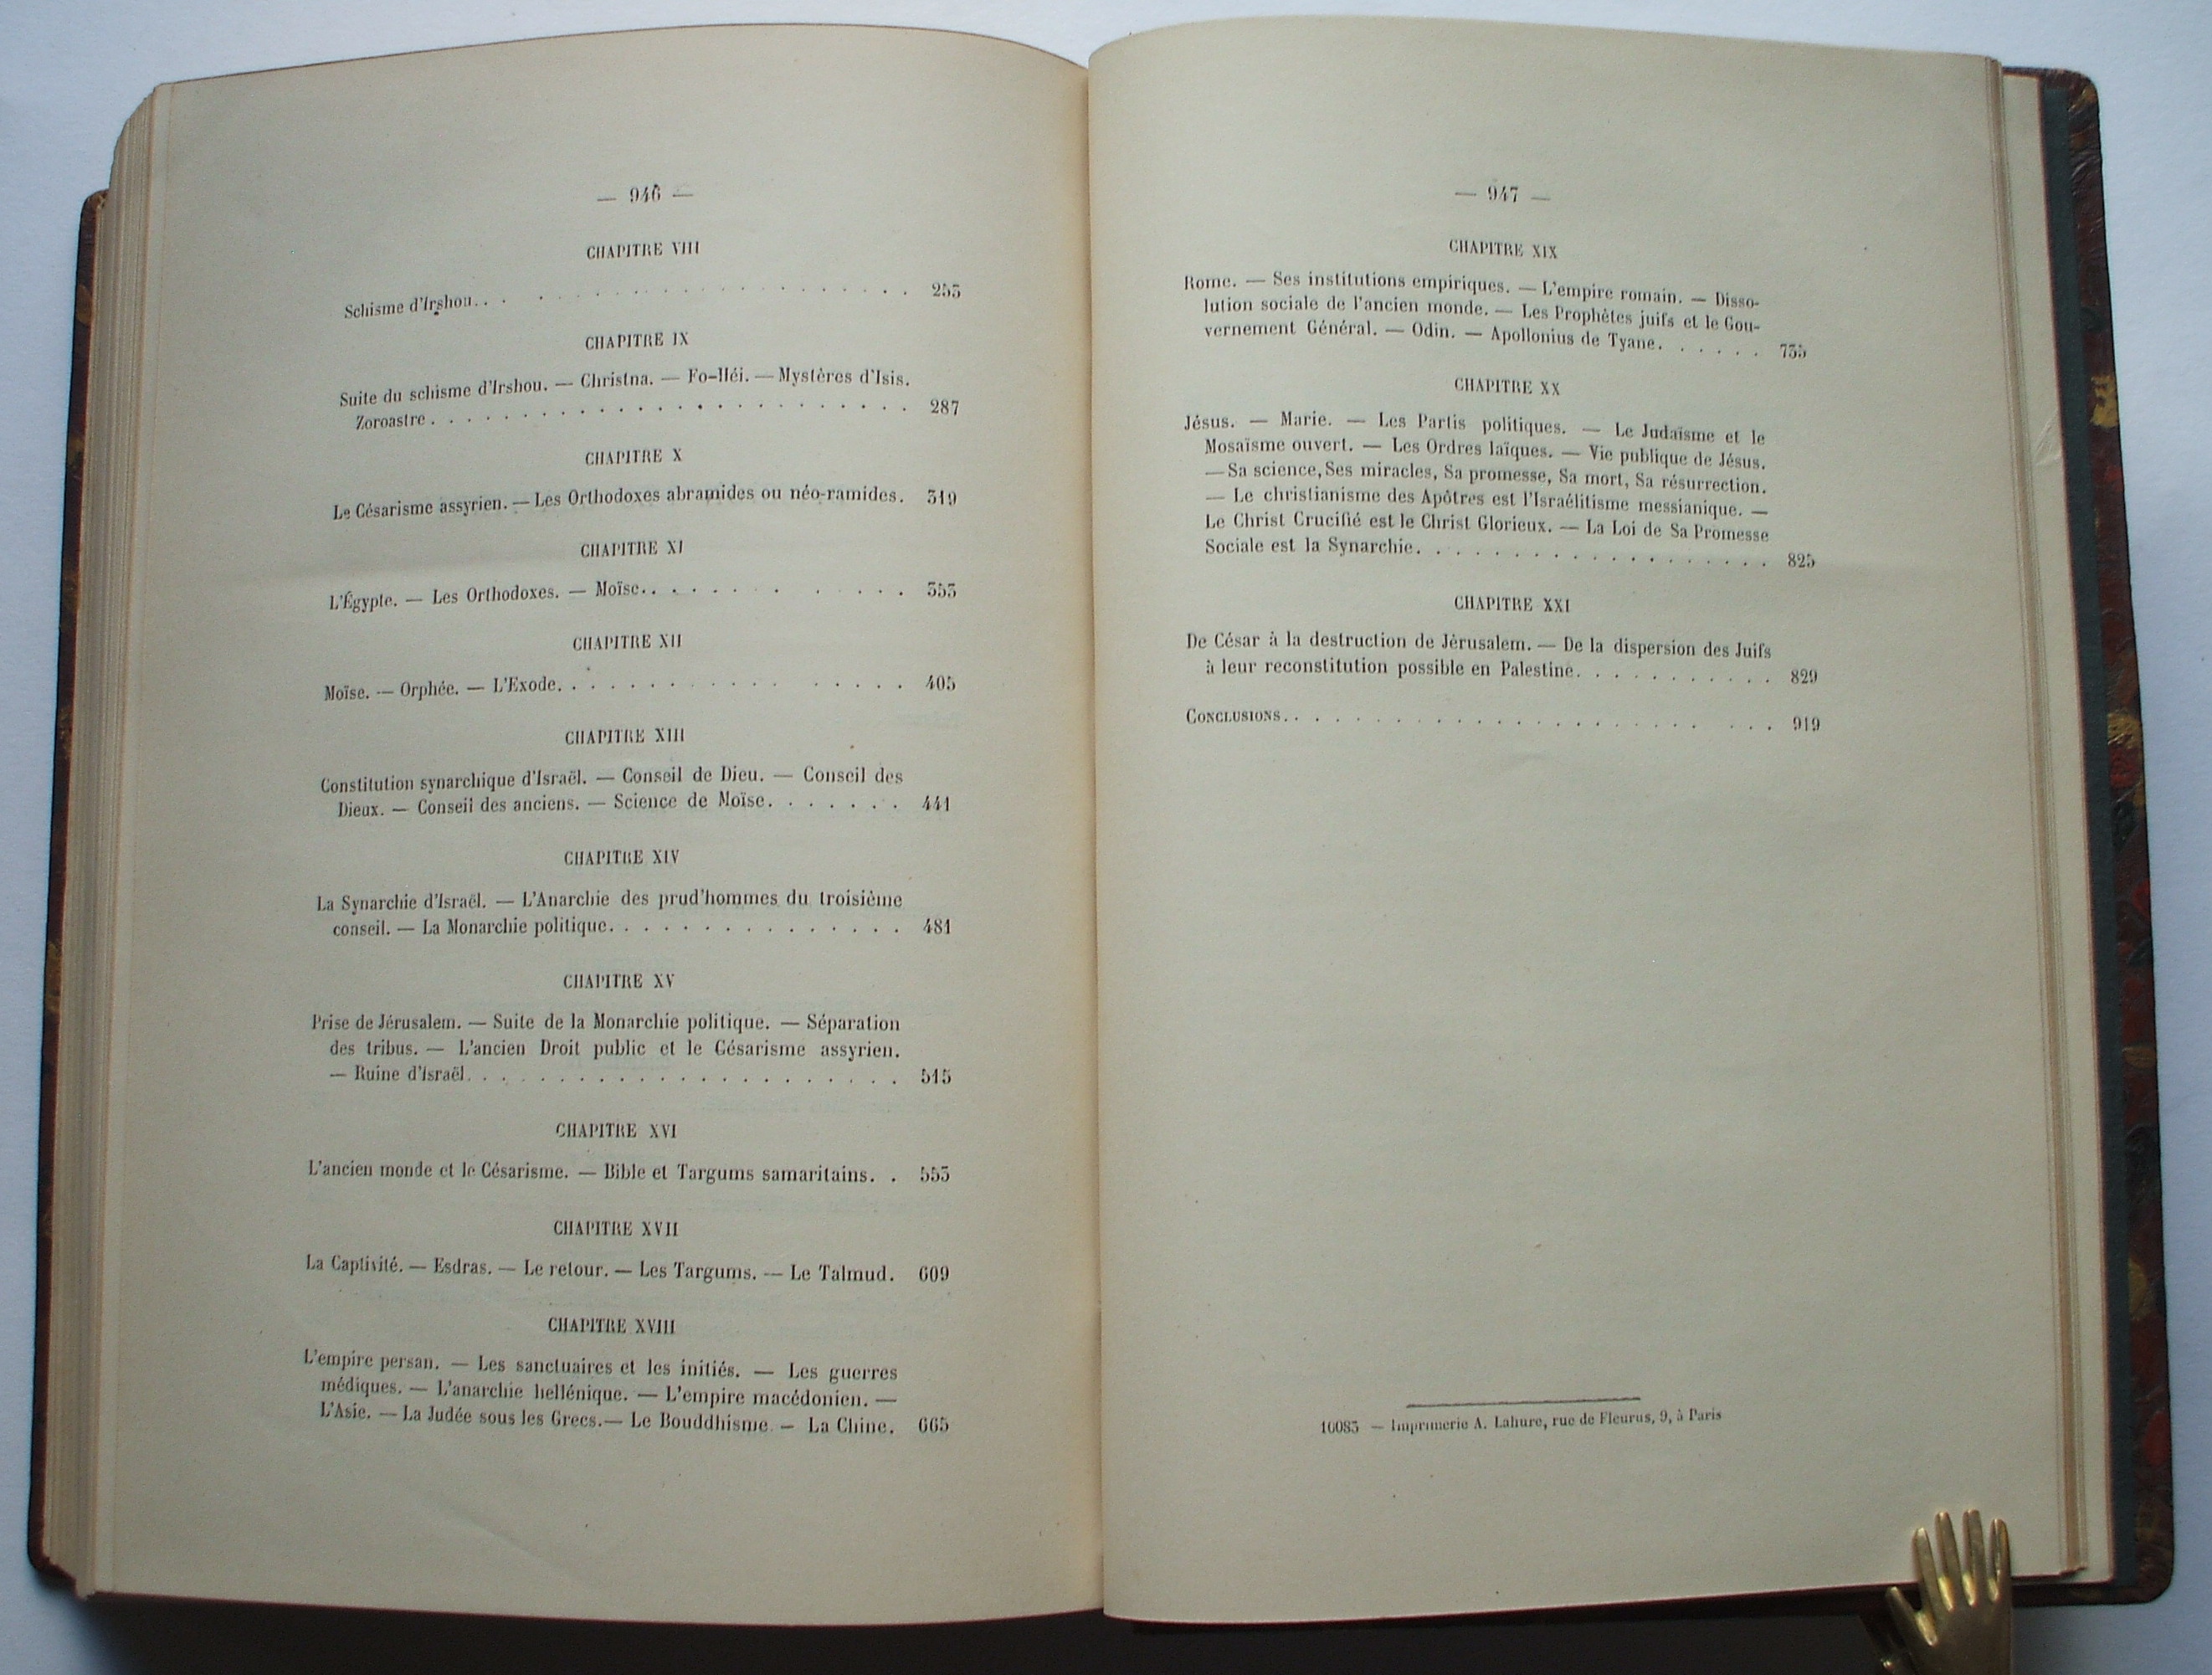 — 946 —
CHAPITRE VIII
Schisme d'Irshou. . . . . . . . . . . . . . . . . . . 253
CHAPITRE IX
Suite du schisme d'Irshou. — Christna. — Fo-Héi. — Mystères d'Isis.
Zoroastre . . . . . . . . . . . . . . . . . . . . . . 287
CHAPITRE X
Le Césarisme assyrien. — Les Orthodoxes abramides ou néo-ramides. 319
CHAPITRE XI
L'Égypte. — Les Orthodoxes. — Moïse. . . . . . . . . . . . 353
CHAPITRE XII
Moïse. — Orphée. — L'Exode. . . . . . . . . . . . . . . . 405
CHAPITRE XIII
Constitution synarchique d'Israël. — Conseil de Dieu. — Conseil des
Dieux. — Conseil des anciens. — Science de Moïse. . . . . . . 441
CHAPITRE XIV
La Synarchie d'Israël. — L'Anarchie des prud'hommes du troisième
conseil. — La Monarchie politique. . . . . . . . . . . . . . . 481
CHAPITRE XV
Prise de Jérusalem. — Suite de la Monarchie politique. — Séparation
des tribus. — L'ancien Droit public et le Césarisme assyrien.
— Ruine d'Israël. . . . . . . . . . . . . . . . . . . . . 515
CHAPITRE XVI
L'ancien monde et le Césarisme. — Bible et Targums samaritains. . 553
CHAPITRE XVII
La Captivité. — Esdras. — Le retour. — Les Targums. — Le Talmud. 609
CHAPITRE XVIII
L'empire persan. — Les sanctuaires et les initiés. — Les guerres
médiques. — L'anarchie hellénique. — L'empire macédonien. —
L'Asie. — La Judée sous les Grecs. — Le Bouddhisme. — La Chine. 665
— 947 —
CHAPITRE XIX
Rome. — Ses institutions empiriques. — L'empire romain. — Disso-
lution sociale de l'ancien monde. — Les Prophètes juifs et le Gou-
vernement Général. — Odin. — Apollonius de Tyane. . . . . . 735
CHAPITRE XX
Jésus. — Marie. — Les Partis politiques. — Le Judaïsme et le
Mosaïsme ouvert. — Les Ordres laïques. — Vie publique de Jésus.
— Sa science, Ses miracles, Sa promesse, Sa mort, Sa résurrection.
— Le christianisme des Apôtres est l'Israélitisme messianique. —
Le Christ Crucifié est le Christ Glorieux. — La Loi de Sa Promesse
Sociale est la Synarchie. . . . . . . . . . . . . . . . . . 825
CHAPITRE XXI
De César à la destruction de Jérusalem. — De la dispersion des Juifs
à leur reconstitution possible en Palestine. . . . . . . . . . . 829
CONCLUSIONS. . . . . . . . . . . . . . . . . . . . . . . 919
10083 — Imprimerie A. Lahure, rue de Fleurus, 9, à Paris